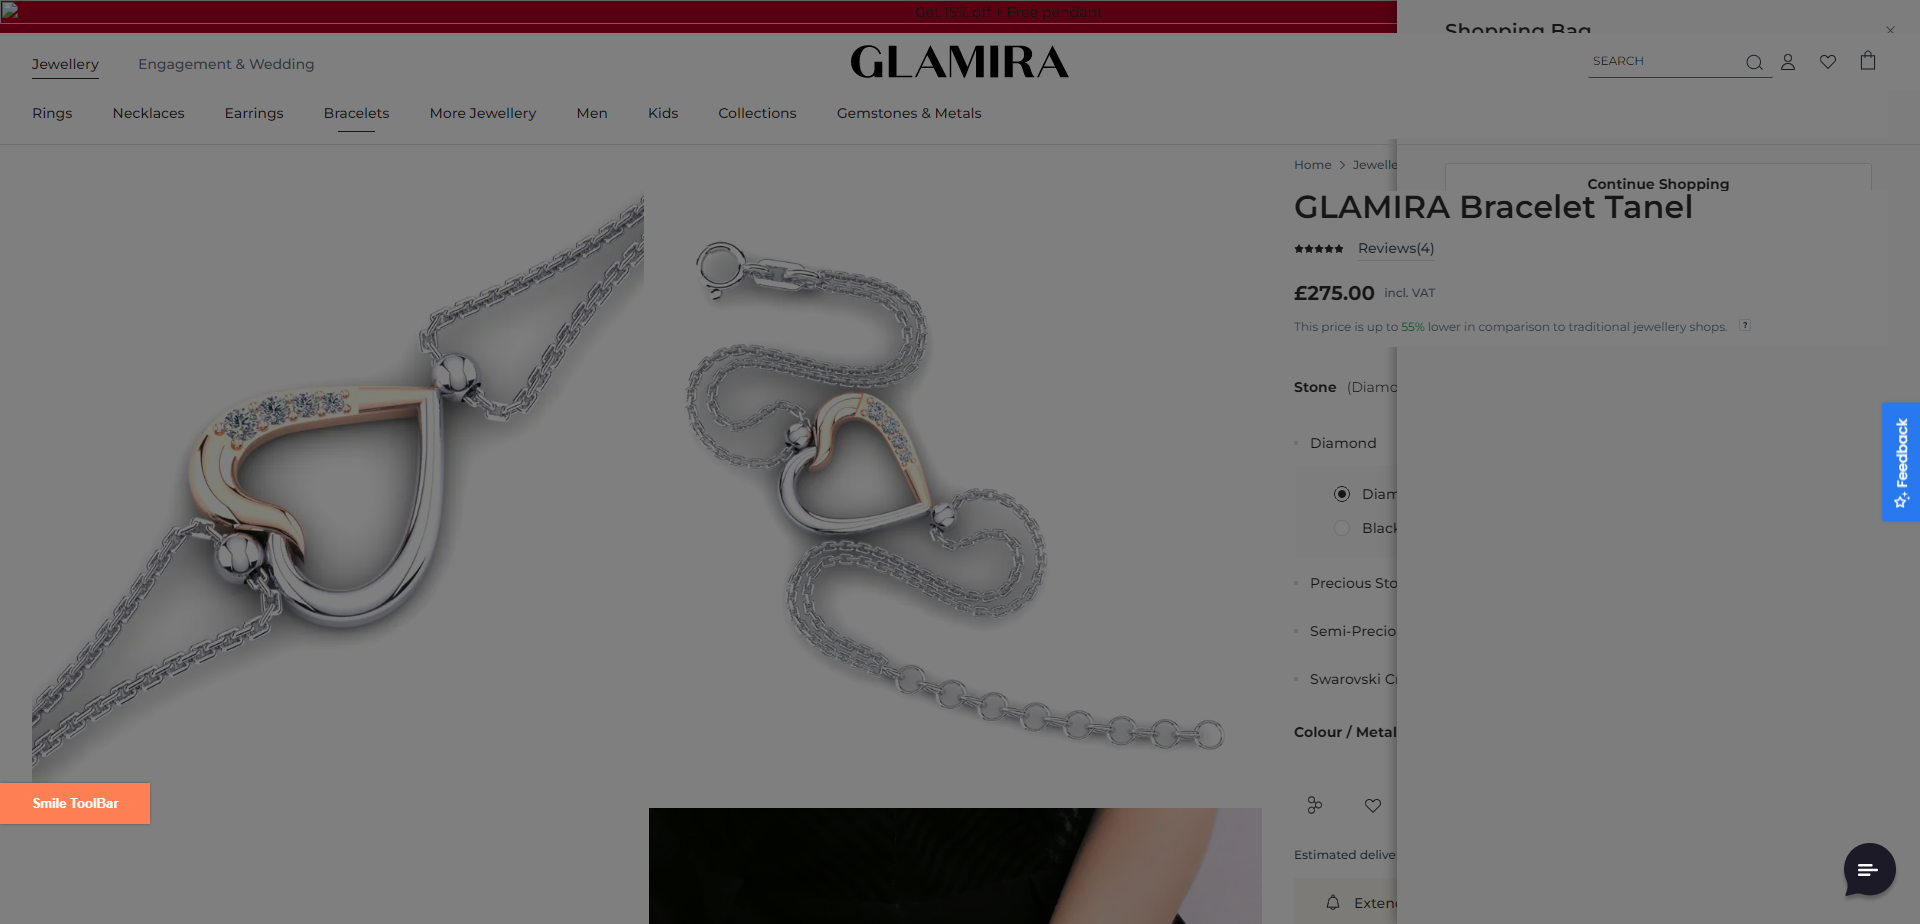 Get 15% off + Free pendant
Shopping Bag
Jewellery
Engagement & Wedding
GLAMIRA
SEARCH
Rings
Necklaces
Earrings
Bracelets
More Jewellery
Men
Kids
Collections
Gemstones & Metals
Home
Jewelle
Continue Shopping
GLAMIRA Bracelet Tanel
Reviews(4)
£275.00 incl. VAT
This price is up to 55% lower in comparison to traditional jewellery shops. ?
Stone (Diamo
Diamond
Diam
Black
Precious Sto
Semi-Precio
Swarovski Cr
Colour / Metal
Estimated delive
Exten
Feedback
Smile ToolBar